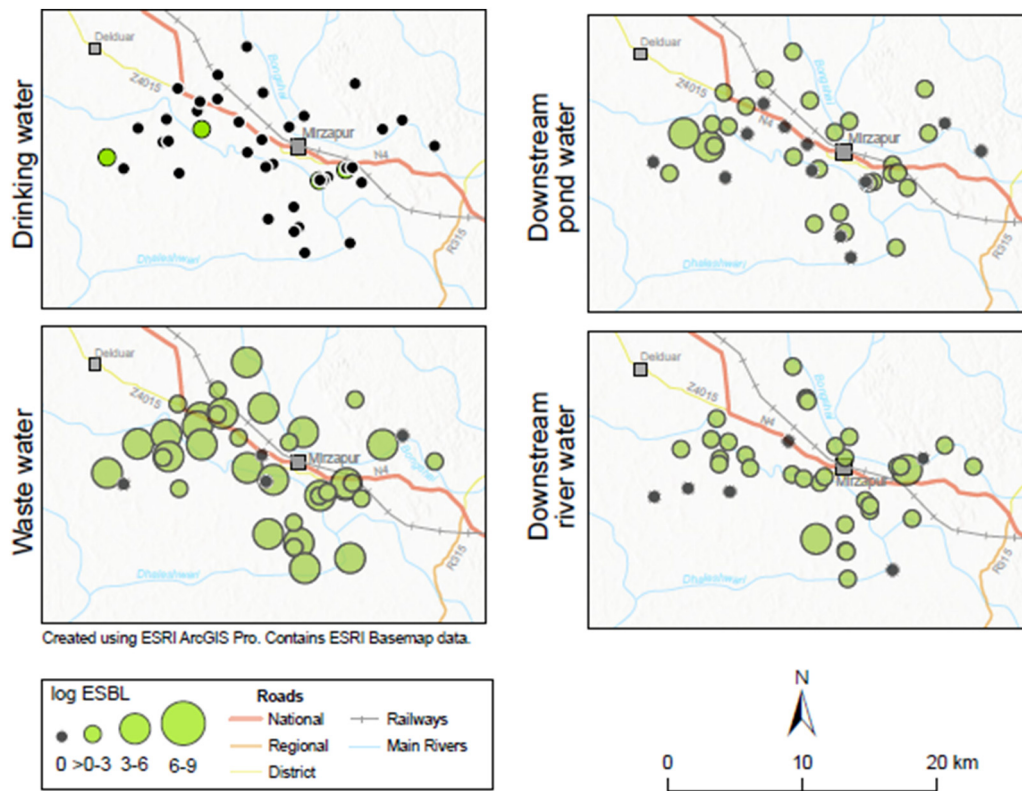 Drinking water
Delduar
Z4015
Bongshai
Mirzapur
N4
R315
Dhaleshwari
Downstream
pond water
Delduar
Z4015
Bongshai
N4
Mirzapur
R315
Dhaleshwari
Waste water
Delduar
Z4015
Mirzapur
N4
R315
Dhaleshwari
Downstream
river water
Delduar
Z4015
Bongshai
N4
Mirzapur
R315
Dhaleshwari
Created using ESRI ArcGIS Pro. Contains ESRI Basemap data.
log ESBL
0 >0-3 3-6 6-9
Roads
National
Regional
District
Railways
Main Rivers
N
0 10 20 km